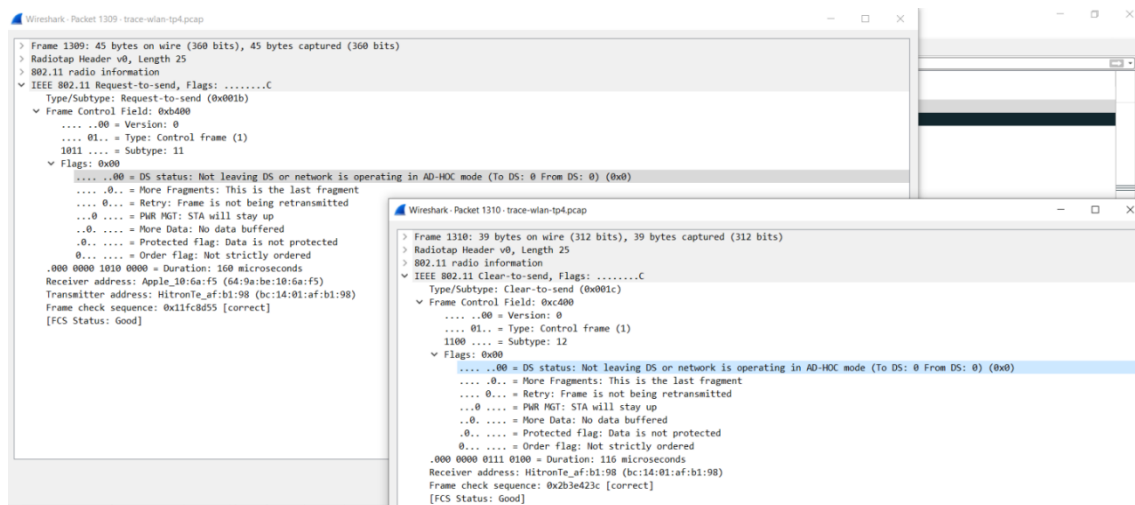 Wireshark · Packet 1309 · trace-wlan-tp4.pcap
> Frame 1309: 45 bytes on wire (360 bits), 45 bytes captured (360 bits)
> Radiotap Header v0, Length 25
> 802.11 radio information
IEEE 802.11 Request-to-send, Flags: ........C
Type/Subtype: Request-to-send (0x001b)
Frame Control Field: 0xb400
.... ..00 = Version: 0
.... 01.. = Type: Control frame (1)
1011 .... = Subtype: 11
Flags: 0x00
.... ..00 = DS status: Not leaving DS or network is operating in AD-HOC mode (To DS: 0 From DS: 0) (0x0)
.... .0.. = More Fragments: This is the last fragment
.... 0... = Retry: Frame is not being retransmitted
...0 .... = PWR MGT: STA will stay up
..0. .... = More Data: No data buffered
.0.. .... = Protected flag: Data is not protected
0... .... = Order flag: Not strictly ordered
.000 0000 1010 0000 = Duration: 160 microseconds
Receiver address: Apple_10:6a:f5 (64:9a:be:10:6a:f5)
Transmitter address: HitronTe_af:b1:98 (bc:14:01:af:b1:98)
Frame check sequence: 0x11fc8d55 [correct]
[FCS Status: Good]
Wireshark · Packet 1310 · trace-wlan-tp4.pcap
> Frame 1310: 39 bytes on wire (312 bits), 39 bytes captured (312 bits)
> Radiotap Header v0, Length 25
> 802.11 radio information
IEEE 802.11 Clear-to-send, Flags: ........C
Type/Subtype: Clear-to-send (0x001c)
Frame Control Field: 0xc400
.... ..00 = Version: 0
.... 01.. = Type: Control frame (1)
1100 .... = Subtype: 12
Flags: 0x00
.... ..00 = DS status: Not leaving DS or network is operating in AD-HOC mode (To DS: 0 From DS: 0) (0x0)
.... .0.. = More Fragments: This is the last fragment
.... 0... = Retry: Frame is not being retransmitted
...0 .... = PWR MGT: STA will stay up
..0. .... = More Data: No data buffered
.0.. .... = Protected flag: Data is not protected
0... .... = Order flag: Not strictly ordered
.000 0000 0111 0100 = Duration: 116 microseconds
Receiver address: HitronTe_af:b1:98 (bc:14:01:af:b1:98)
Frame check sequence: 0x2b3e423c [correct]
[FCS Status: Good]